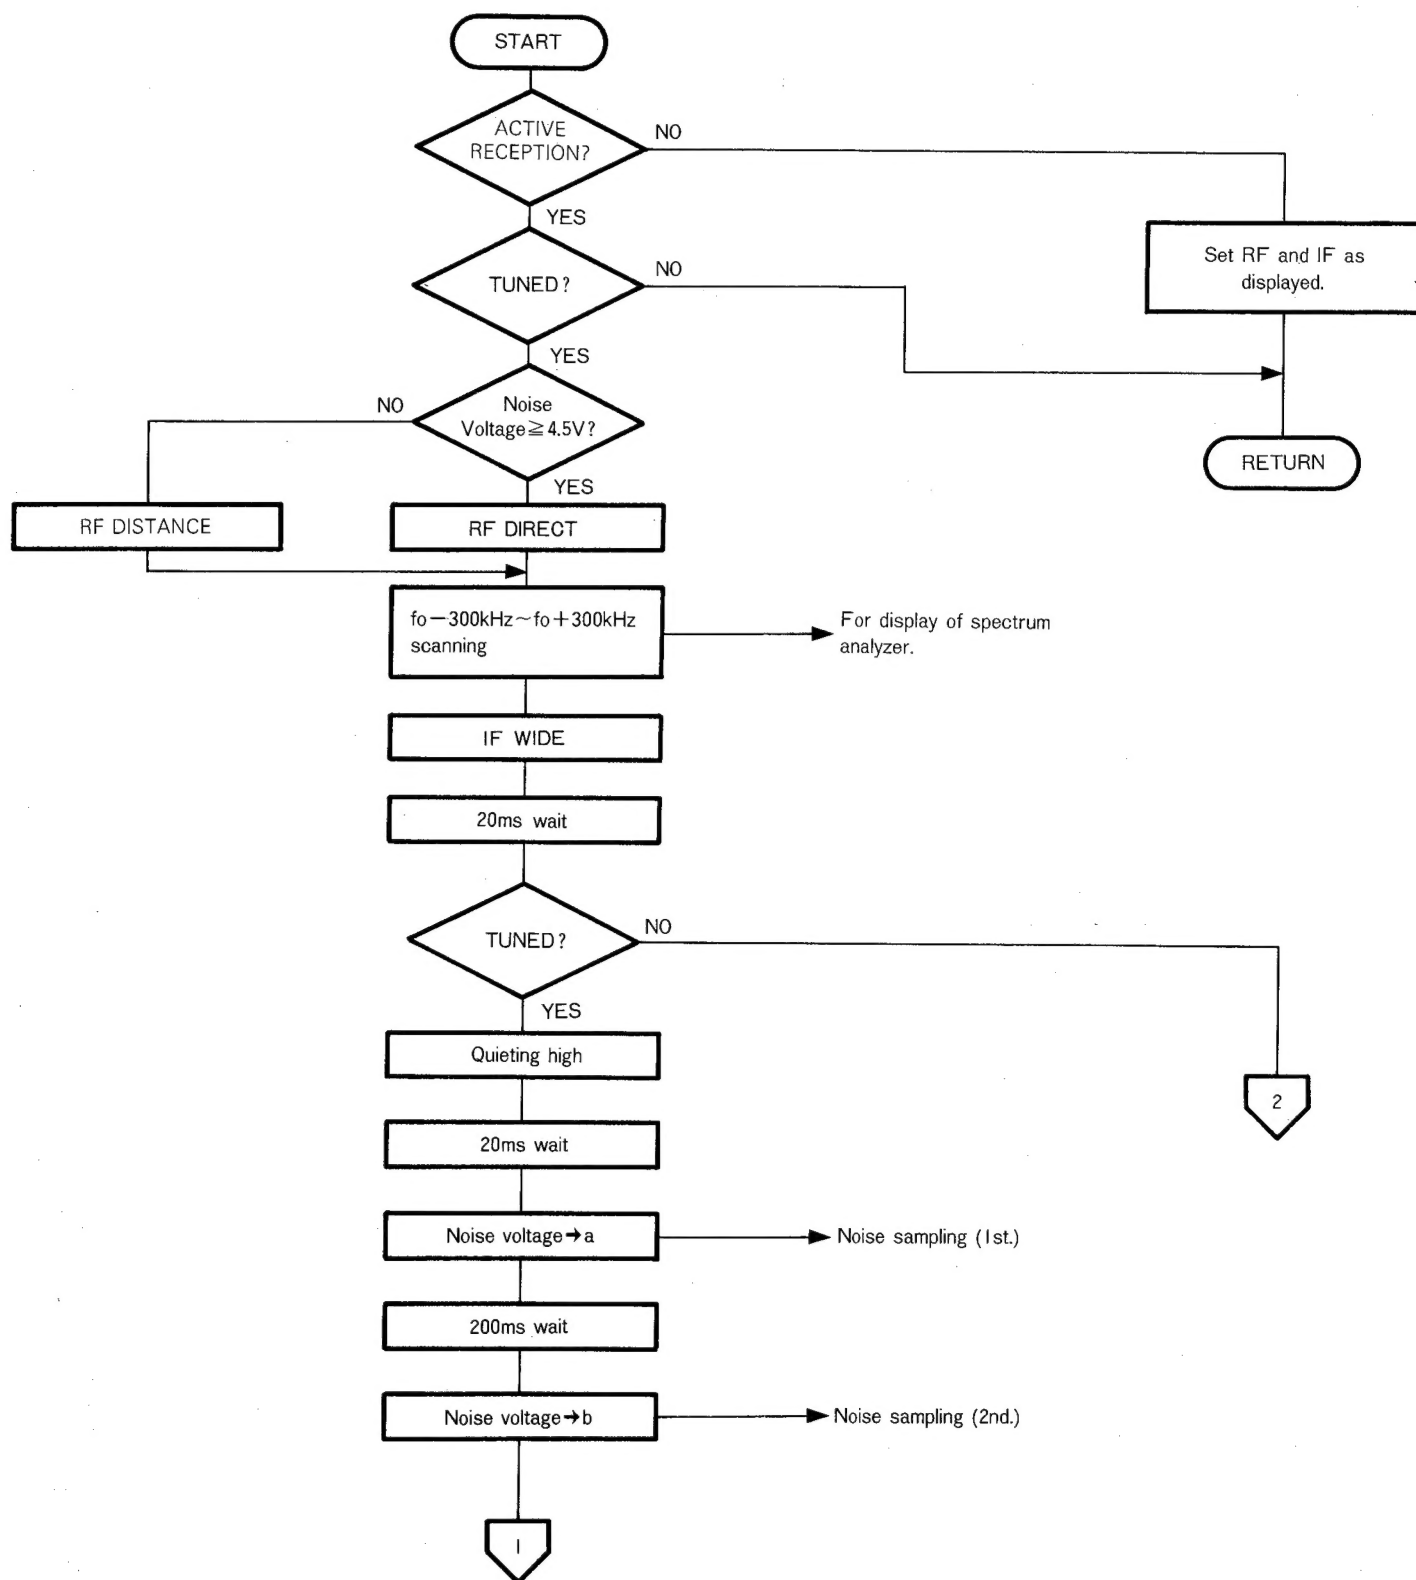 START
ACTIVE
RECEPTION?
NO
YES
Set RF and IF as
displayed.
TUNED?
NO
YES
Noise
Voltage≧4.5V?
NO
YES
RETURN
RF DISTANCE
RF DIRECT
fo−300kHz~fo+300kHz
scanning
For display of spectrum
analyzer.
IF WIDE
20ms wait
TUNED?
NO
YES
Quieting high
2
20ms wait
Noise voltage→a
Noise sampling (1st.)
200ms wait
Noise voltage→b
Noise sampling (2nd.)
1